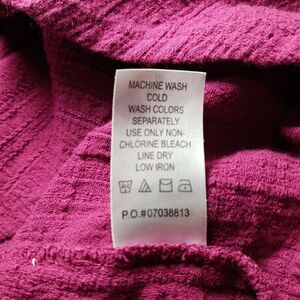 MACHINE WASH
COLD
WASH COLORS
SEPARATELY
USE ONLY NON-
CHLORINE BLEACH
LINE DRY
LOW IRON
P.O.#07038813